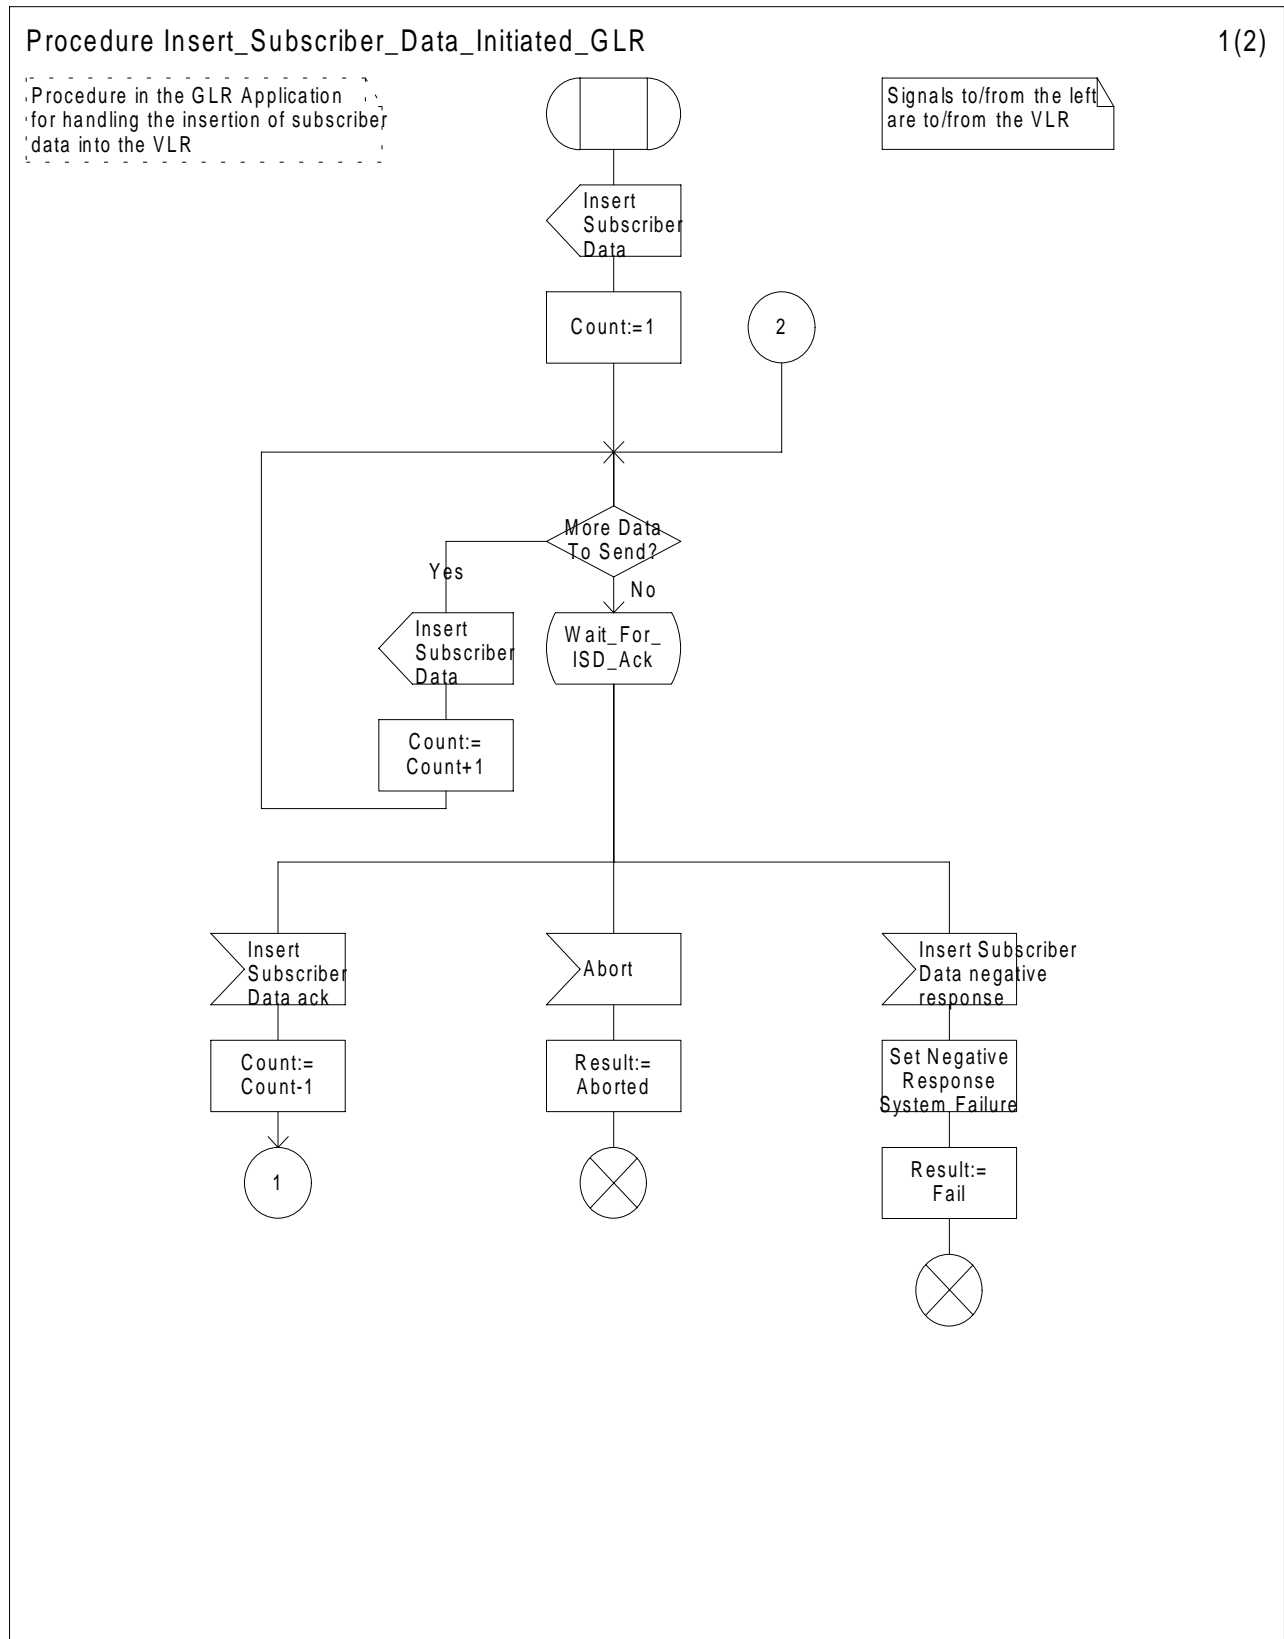 Procedure Insert_Subscriber_Data_Initiated_GLR
1(2)
Procedure in the GLR Application
for handling the insertion of subscriber
data into the VLR
Signals to/from the left
are to/from the VLR
Insert
Subscriber
Data
Count:=1
2
More Data
To Send?
Yes
No
Insert
Subscriber
Data
Wait_For_
ISD_Ack
Count:=
Count+1
Insert
Subscriber
Data ack
Abort
Insert Subscriber
Data negative
response
Count:=
Count-1
Result:=
Aborted
Set Negative
Response
System Failure
1
Result:=
Fail